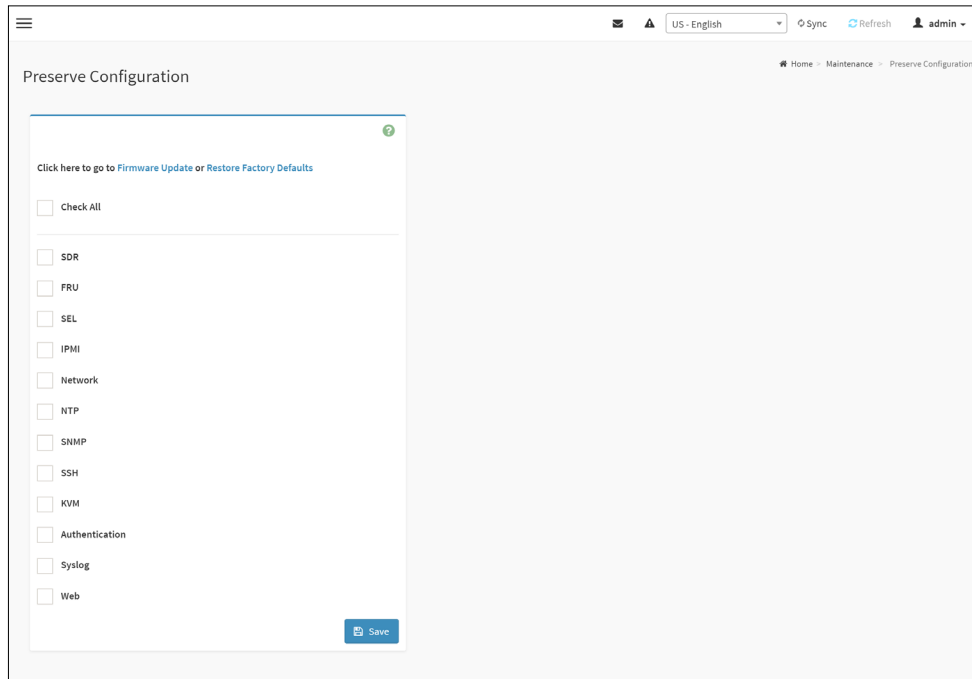 US - English Sync Refresh admin
Home > Maintenance > Preserve Configuration
Preserve Configuration
?
Click here to go to Firmware Update or Restore Factory Defaults
Check All
SDR
FRU
SEL
IPMI
Network
NTP
SNMP
SSH
KVM
Authentication
Syslog
Web
Save